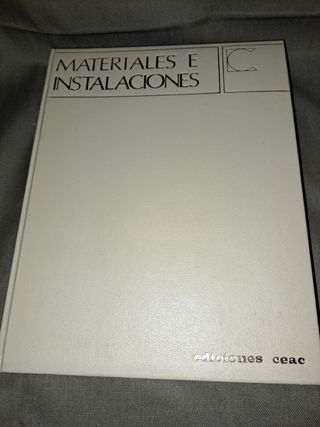 MATERIALES E
INSTALACIONES
C
ediciones ceac